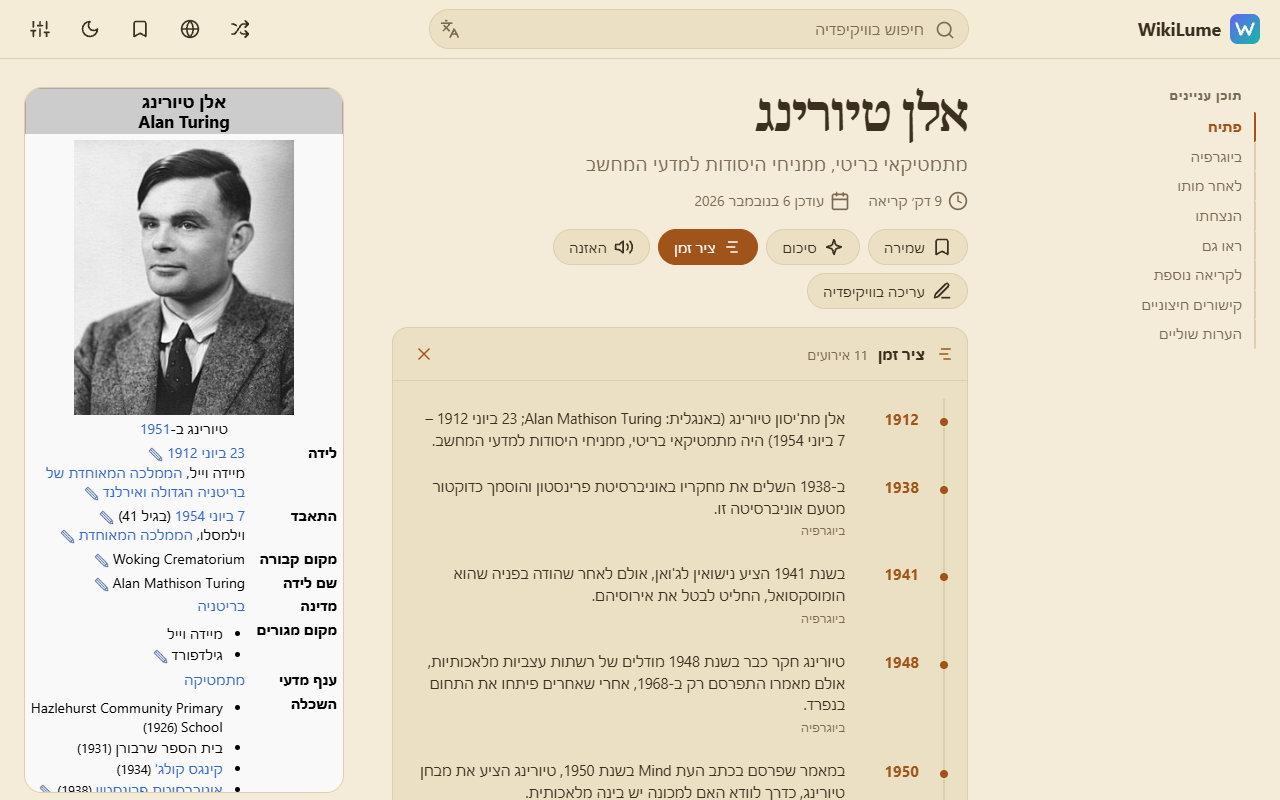 WikiLume
חיפוש בוויקיפדיה
תוכן עניינים
פתיח
ביוגרפיה
לאחר מותו
הנצחתו
ראו גם
לקריאה נוספת
קישורים חיצוניים
הערות שוליים
אלן טיורינג
מתמטיקאי בריטי, ממניחי היסודות למדעי המחשב
9 דק׳ קריאה
עודכן 6 בנובמבר 2026
שמירה
סיכום
ציר זמן
האזנה
עריכה בוויקיפדיה
ציר זמן
11 אירועים
1912
אלן מת'יסון טיורינג (באנגלית: Alan Mathison Turing; 23 ביוני 1912 –
7 ביוני 1954) היה מתמטיקאי בריטי, ממניחי היסודות למדעי המחשב.
1938
ב-1938 השלים את מחקריו באוניברסיטת פרינסטון והוסמך כדוקטור
מטעם אוניברסיטה זו.
ביוגרפיה
1941
בשנת 1941 הציע נישואין לג'ואן, אולם לאחר שהודה בפניה שהוא
הומוסקסואל, החליט לבטל את אירוסיהם.
ביוגרפיה
1948
טיורינג חקר כבר בשנת 1948 מודלים של רשתות עצביות מלאכותיות,
אולם מאמרו התפרסם רק ב-1968, אחרי שאחרים פיתחו את התחום
בנפרד.
ביוגרפיה
1950
במאמר שפרסם בכתב העת Mind בשנת 1950, טיורינג הציע את מבחן
טיורינג, כדרך לוודא האם למכונה יש בינה מלאכותית.
אלן טיורינג
Alan Turing
טיורינג ב-1951
לידה
23 ביוני 1912
מיידה וייל, הממלכה המאוחדת של
בריטניה הגדולה ואירלנד
התאבד
7 ביוני 1954 (בגיל 41)
וילמסלו, הממלכה המאוחדת
מקום קבורה
Woking Crematorium
שם לידה
Alan Mathison Turing
מדינה
בריטניה
מקום מגורים
מיידה וייל
גילדפורד
ענף מדעי
מתמטיקה
השכלה
Hazlehurst Community Primary
School (1926)
בית הספר שרבורן (1931)
קינגס קולג' (1934)
אוניברסיטת פרינסטון (1938)